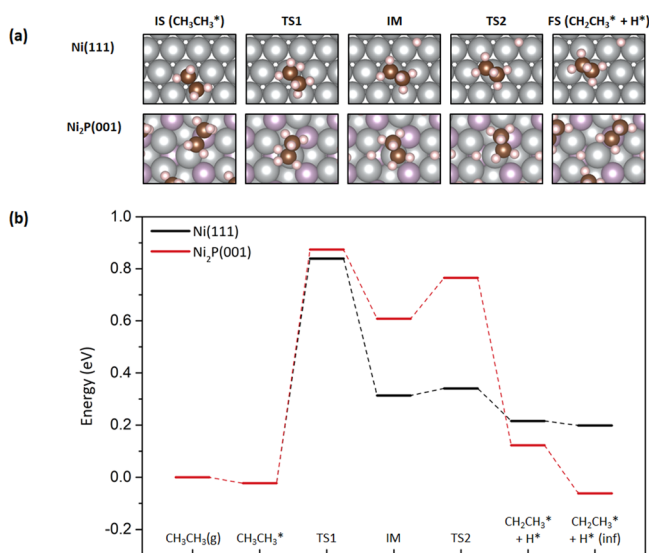 (a)
IS (CH₃CH₃*) TS1 IM TS2 FS (CH₂CH₃* + H*)
Ni(111)
Ni₂P(001)
(b)
1.0
Ni(111)
Ni₂P(001)
0.8
0.6
0.4
0.2
0.0
-0.2
Energy (eV)
CH₃CH₃(g) CH₃CH₃* TS1 IM TS2 CH₂CH₃* CH₂CH₃*
+ H* + H* (inf)